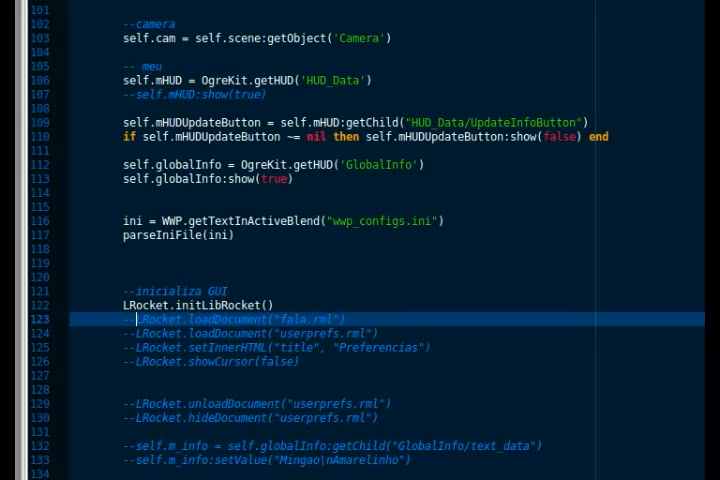 101
102 --camera
103 self.cam = self.scene:getObject('Camera')
104
105 -- meu
106 self.mHUD = OgreKit.getHUD('HUD_Data')
107 --self.mHUD:show(true)
108
109 self.mHUDUpdateButton = self.mHUD:getChild("HUD_Data/UpdateInfoButton")
110 if self.mHUDUpdateButton ~= nil then self.mHUDUpdateButton:show(false) end
111
112 self.globalInfo = OgreKit.getHUD('GlobalInfo')
113 self.globalInfo:show(true)
114
115
116 ini = WWP.getTextInActiveBlend("wwp_configs.ini")
117 parseIniFile(ini)
118
119
120
121 --inicializa GUI
122 LRocket.initLibRocket()
123 --LRocket.loadDocument("fala.rml")
124 --LRocket.loadDocument("userprefs.rml")
125 --LRocket.setInnerHTML("title", "Preferencias")
126 --LRocket.showCursor(false)
127
128
129 --LRocket.unloadDocument("userprefs.rml")
130 --LRocket.hideDocument("userprefs.rml")
131
132 --self.m_info = self.globalInfo:getChild("GlobalInfo/text_data")
133 --self.m_info:setValue("Mingao\nAmarelinho")
134